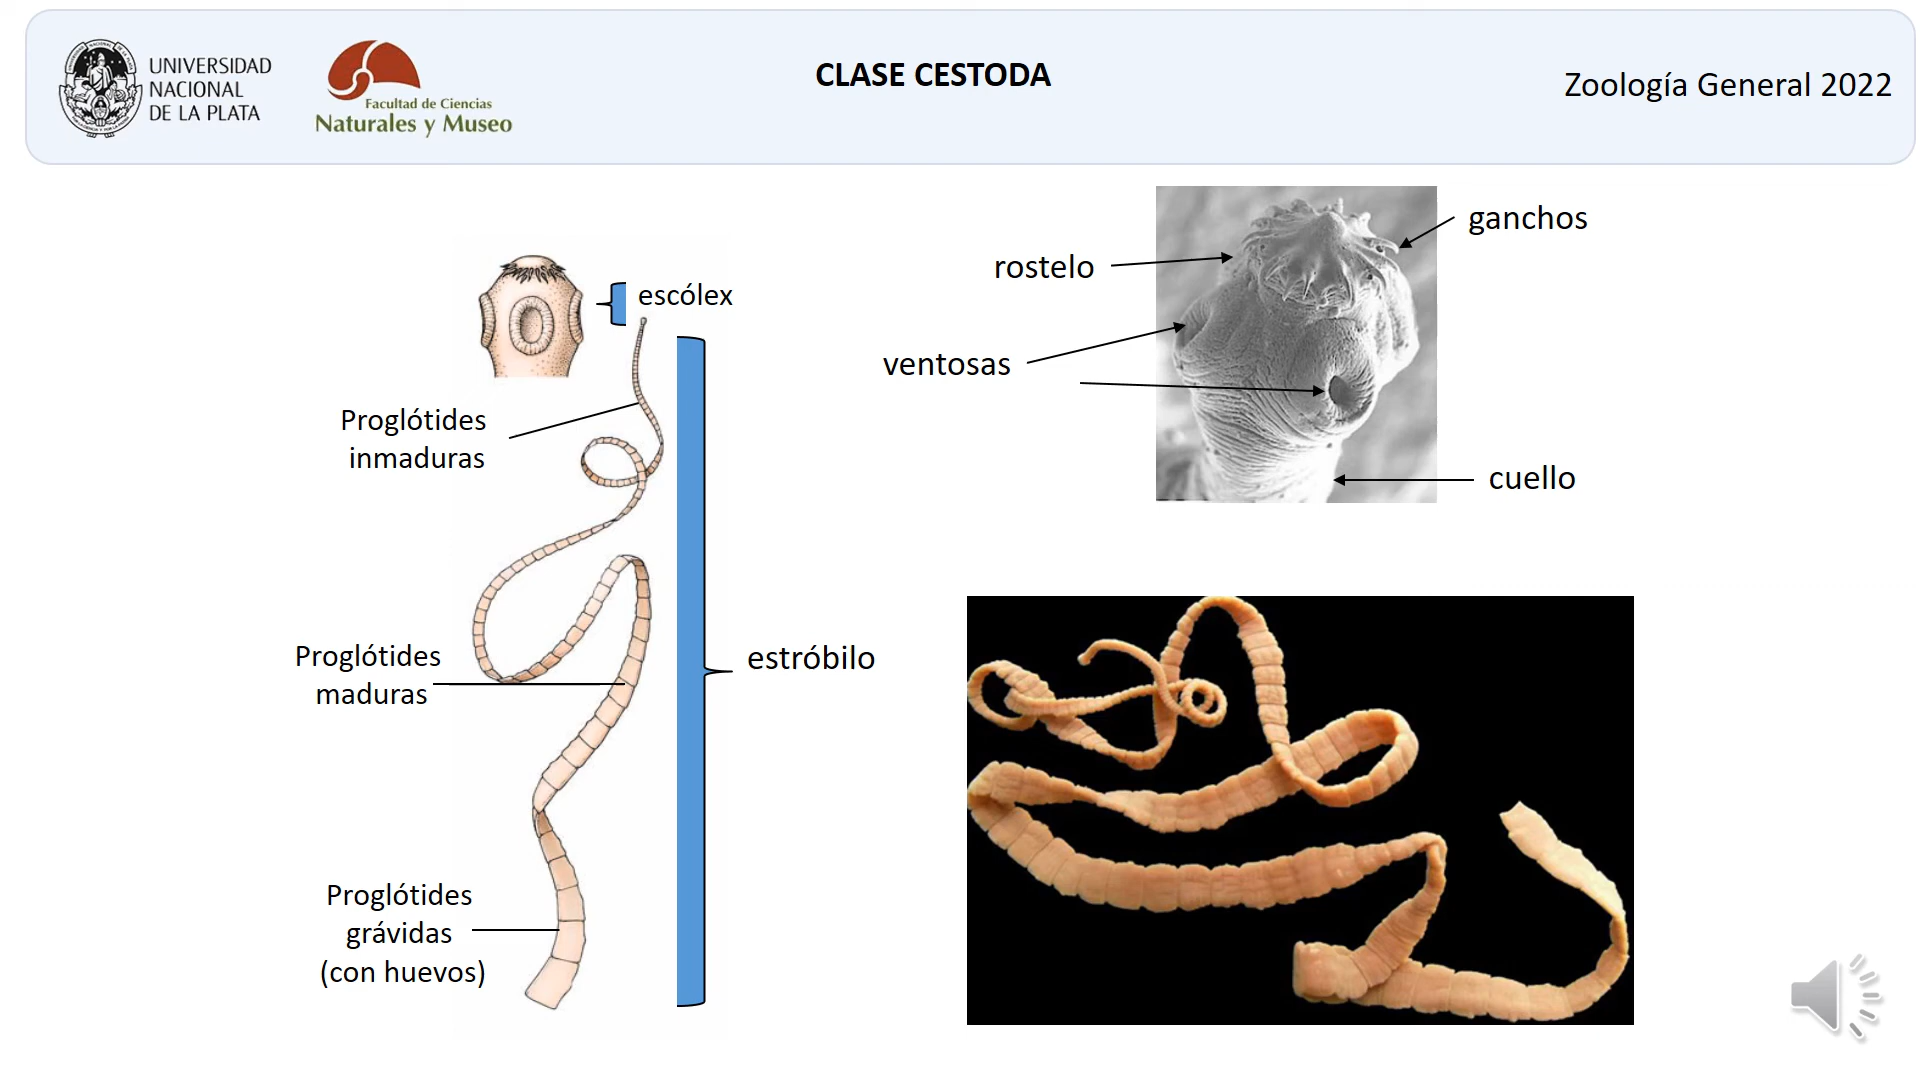 UNIVERSIDAD
NACIONAL
DE LA PLATA
Facultad de Ciencias
Naturales y Museo
CLASE CESTODA
Zoología General 2022
escólex
Proglótides
inmaduras
Proglótides
maduras
estróbilo
Proglótides
grávidas
(con huevos)
ganchos
rostelo
ventosas
cuello